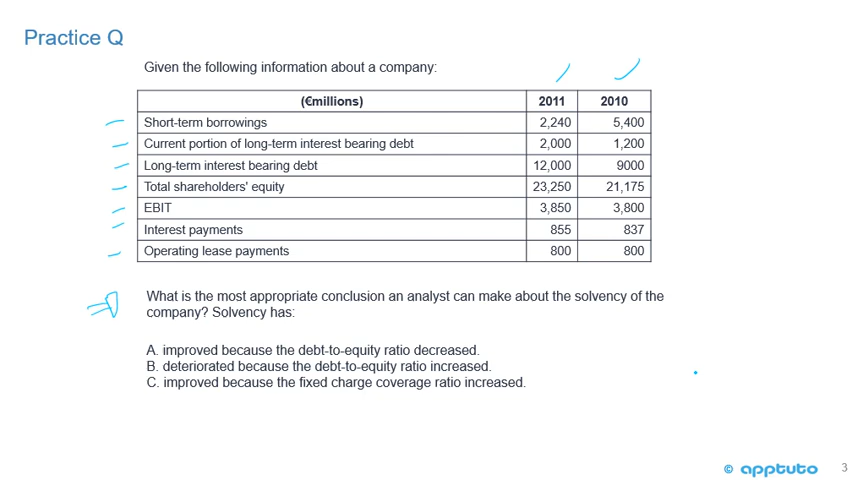 Practice Q
Given the following information about a company:
(€millions) 2011 2010
Short-term borrowings 2,240 5,400
Current portion of long-term interest bearing debt 2,000 1,200
Long-term interest bearing debt 12,000 9000
Total shareholders' equity 23,250 21,175
EBIT 3,850 3,800
Interest payments 855 837
Operating lease payments 800 800
What is the most appropriate conclusion an analyst can make about the solvency of the
company? Solvency has:
A. improved because the debt-to-equity ratio decreased.
B. deteriorated because the debt-to-equity ratio increased.
C. improved because the fixed charge coverage ratio increased.
© apptuto 3